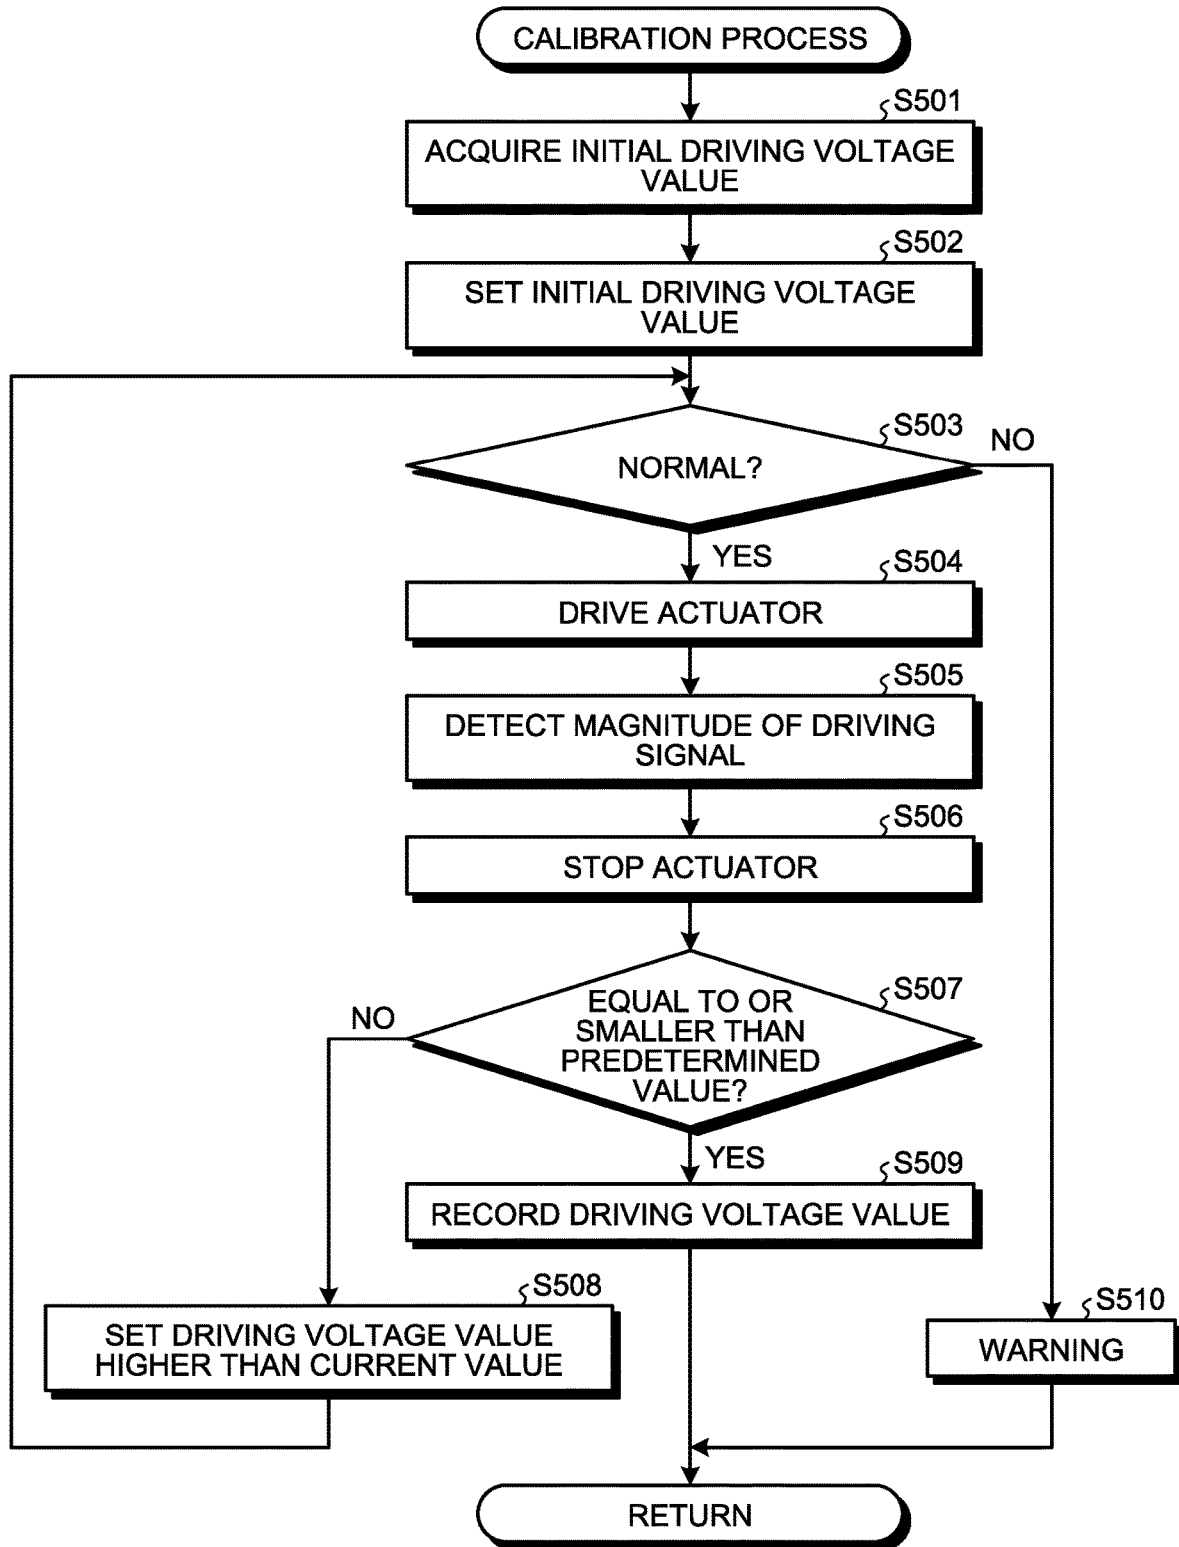 CALIBRATION PROCESS
S501
ACQUIRE INITIAL DRIVING VOLTAGE
VALUE
S502
SET INITIAL DRIVING VOLTAGE
VALUE
S503
NORMAL?
NO
YES
S504
DRIVE ACTUATOR
S505
DETECT MAGNITUDE OF DRIVING
SIGNAL
S506
STOP ACTUATOR
S507
EQUAL TO OR
SMALLER THAN
PREDETERMINED
VALUE?
NO
YES
S509
RECORD DRIVING VOLTAGE VALUE
S508
SET DRIVING VOLTAGE VALUE
HIGHER THAN CURRENT VALUE
S510
WARNING
RETURN